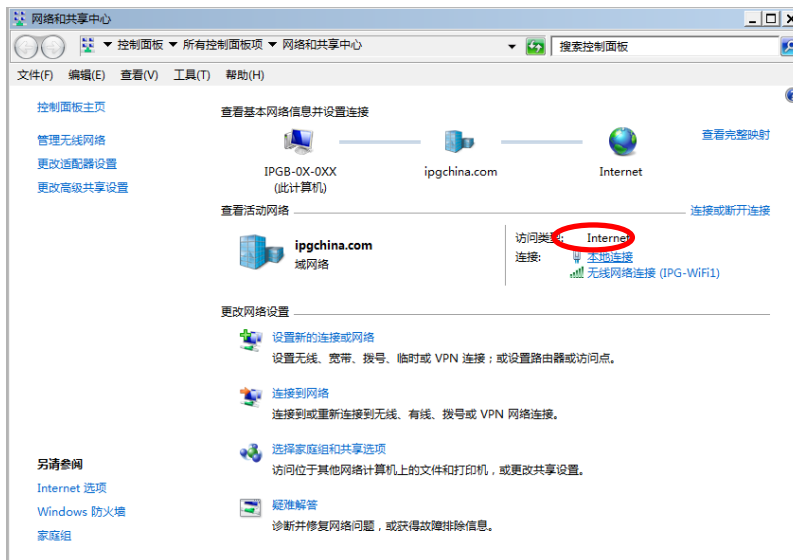 网络和共享中心
控制面板 所有控制面板项 网络和共享中心
搜索控制面板
文件(F) 编辑(E) 查看(V) 工具(T) 帮助(H)
控制面板主页
管理无线网络
更改适配器设置
更改高级共享设置
查看基本网络信息并设置连接
查看完整映射
IPGB-0X-0XX
(此计算机)
ipgchina.com
Internet
查看活动网络
连接或断开连接
ipgchina.com
域网络
访问类型: Internet
连接: 本地连接
无线网络连接 (IPG-WiFi1)
更改网络设置
设置新的连接或网络
设置无线、宽带、拨号、临时或 VPN 连接；或设置路由器或访问点。
连接到网络
连接到或重新连接到无线、有线、拨号或 VPN 网络连接。
选择家庭组和共享选项
访问位于其他网络计算机上的文件和打印机，或更改共享设置。
疑难解答
诊断并修复网络问题，或获得故障排除信息。
另请参阅
Internet 选项
Windows 防火墙
家庭组